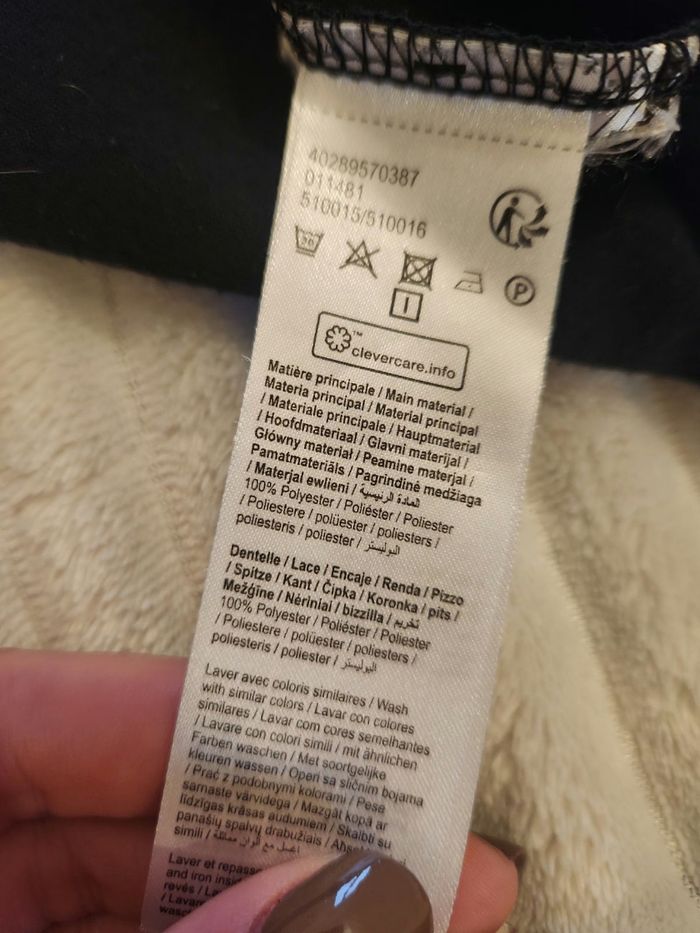 40289570387
011481
510015/510016
30
P
clevercare.info
Matière principale / Main material /
Materia principal / Material principal
/ Materiale principale / Hauptmaterial
/ Hoofdmateriaal / Glavni materijal /
Główny materiał / Peamine materjal /
Pamatmateriāls / Pagrindinė medžiaga
/ Materjal ewlieni / المادة الرئيسية
100% Polyester / Poliéster / Poliester
/ Poliestere / polüester / poliesters /
poliesteris / poliester / البوليستر
Dentelle / Lace / Encaje / Renda / Pizzo
/ Spitze / Kant / Čipka / Koronka / pits /
Mežģīne / Nėriniai / bizzilla / تخريم
100% Polyester / Poliéster / Poliester
/ Poliestere / polüester / poliesters /
poliesteris / poliester / البوليستر
Laver avec coloris similaires / Wash
with similar colors / Lavar con colores
similares / Lavar com cores semelhantes
/ Lavare con colori simili / mit ähnlichen
Farben waschen / Met soortgelijke
kleuren wassen / Operi sa sličnim bojama
/ Prać z podobnymi kolorami / Pese
samaste värvidega / Mazgāt kopā ar
līdzīgas krāsas audumiem / Skalbti su
panašių spalvų drabužiais /
simili / اغسل مع ألوان مماثلة
Laver et repasse
and iron insid
revés / La
/ Lavar